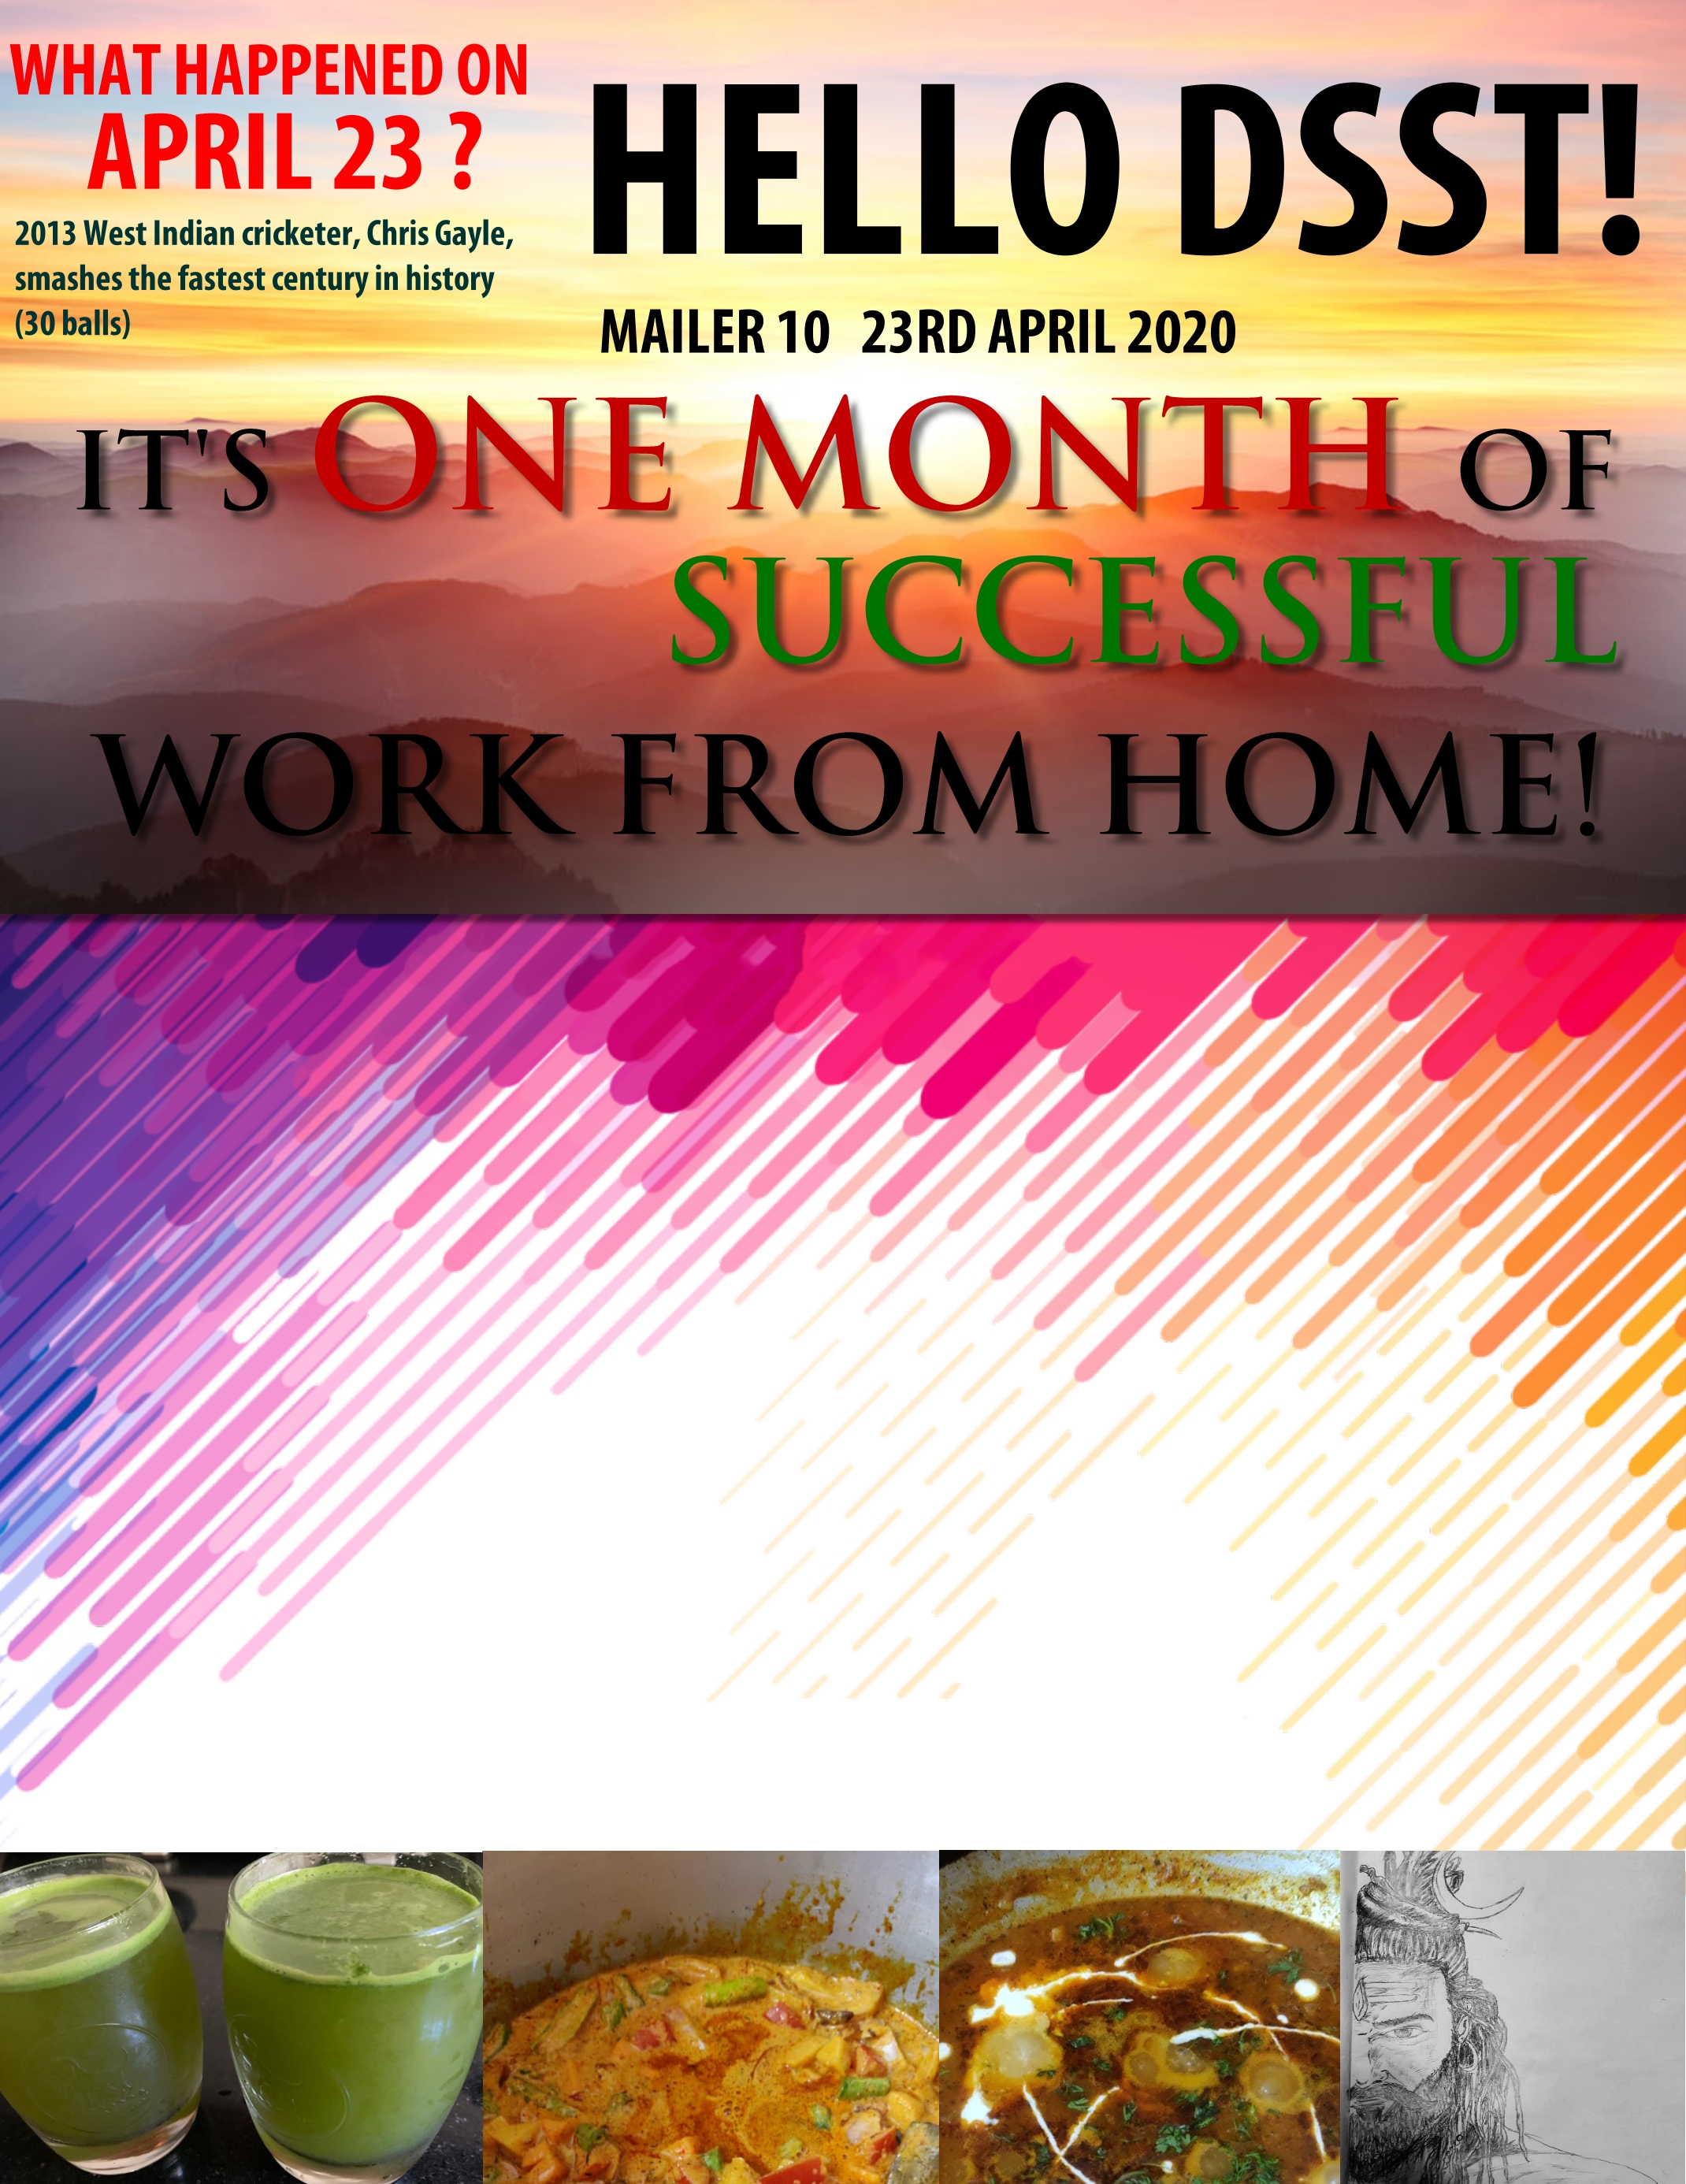 WHAT HAPPENED ON
APRIL 23 ?
2013 West Indian cricketer, Chris Gayle,
smashes the fastest century in history
(30 balls)
HELLO DSST!
MAILER 10 23RD APRIL 2020
IT'S ONE MONTH OF
SUCCESSFUL
WORK FROM HOME!